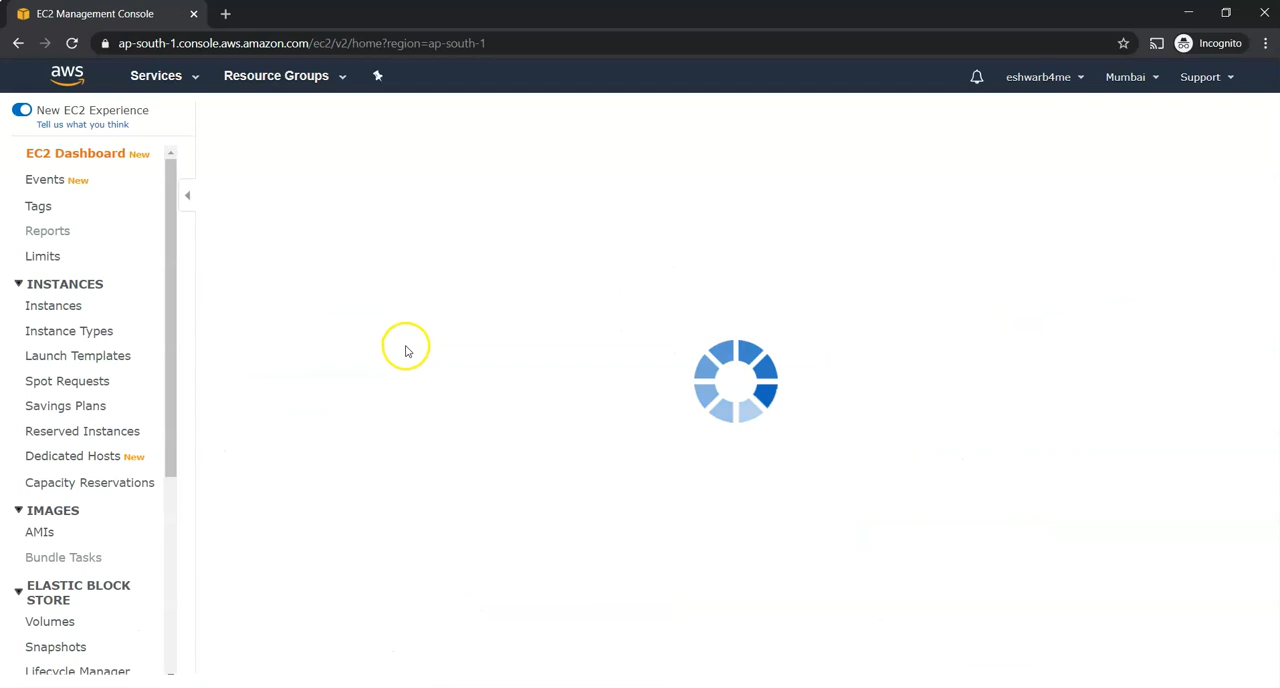 EC2 Management Console
ap-south-1.console.aws.amazon.com/ec2/v2/home?region=ap-south-1
Incognito
aws
Services
Resource Groups
eshwarb4me
Mumbai
Support
New EC2 Experience
Tell us what you think
EC2 Dashboard New
Events New
Tags
Reports
Limits
INSTANCES
Instances
Instance Types
Launch Templates
Spot Requests
Savings Plans
Reserved Instances
Dedicated Hosts New
Capacity Reservations
IMAGES
AMIs
Bundle Tasks
ELASTIC BLOCK
STORE
Volumes
Snapshots
Lifecycle Manager